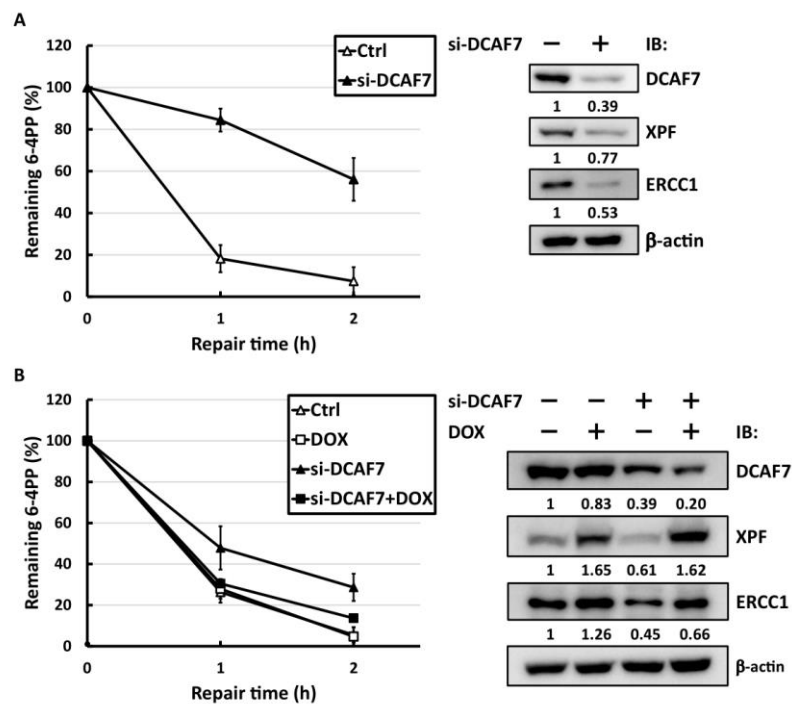 A
120
100
80
60
40
20
0
Remaining 6-4PP (%)
0 1 2
Repair time (h)
Ctrl
si-DCAF7
si-DCAF7 − + IB:
DCAF7
1 0.39
XPF
1 0.77
ERCC1
1 0.53
β-actin
B
120
100
80
60
40
20
0
Remaining 6-4PP (%)
0 1 2
Repair time (h)
Ctrl
DOX
si-DCAF7
si-DCAF7+DOX
si-DCAF7 − − + +
DOX − + − + IB:
DCAF7
1 0.83 0.39 0.20
XPF
1 1.65 0.61 1.62
ERCC1
1 1.26 0.45 0.66
β-actin